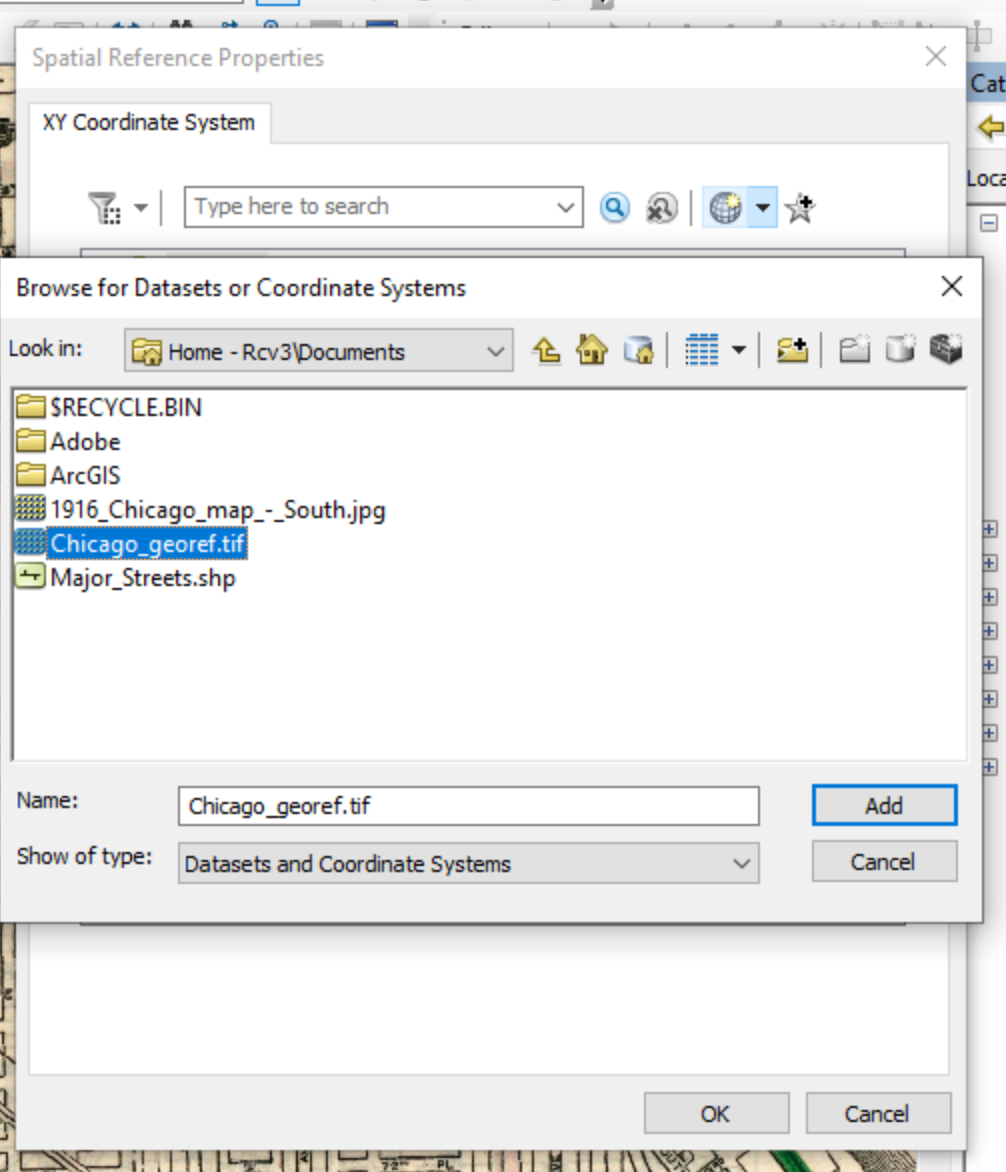 Spatial Reference Properties
Cat
XY Coordinate System
Loca
Type here to search
Browse for Datasets or Coordinate Systems
Look in: Home - Rcv3\Documents
$RECYCLE.BIN
Adobe
ArcGIS
1916_Chicago_map_-_South.jpg
Chicago_georef.tif
Major_Streets.shp
Name: Chicago_georef.tif Add
Show of type: Datasets and Coordinate Systems Cancel
OK Cancel
72ND PL